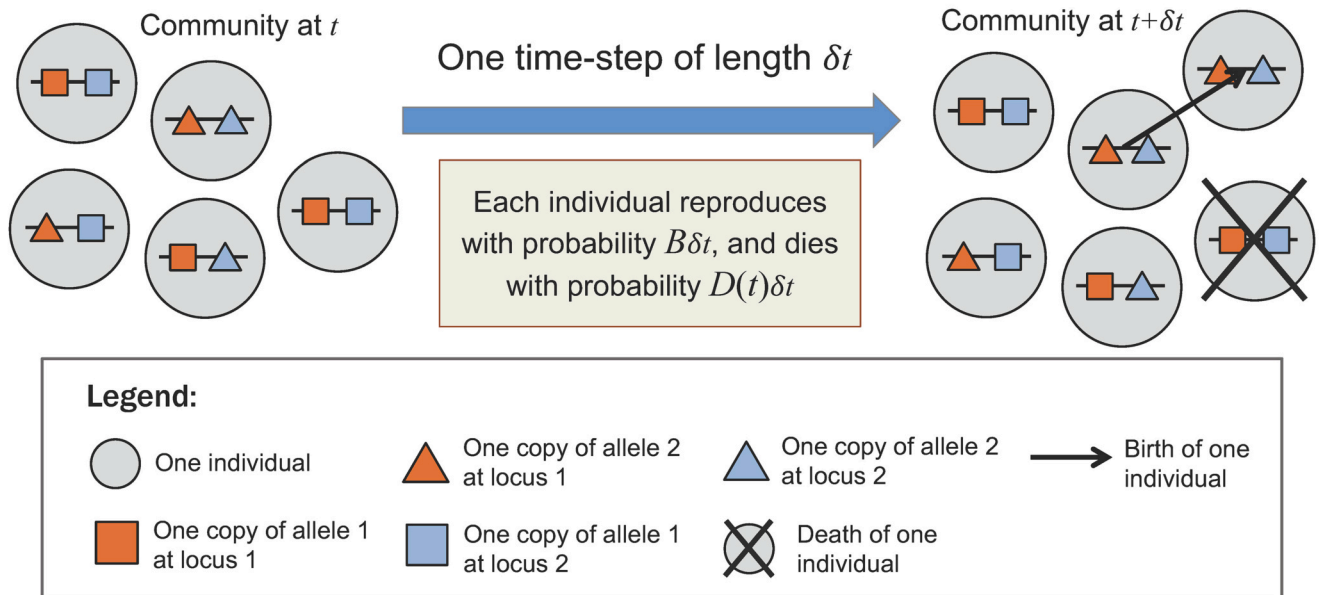 Community at t
One time-step of length δt
Community at t+δt
Each individual reproduces
with probability Bδt, and dies
with probability D(t)δt
Legend:
One individual
One copy of allele 2
at locus 1
One copy of allele 2
at locus 2
Birth of one
individual
One copy of allele 1
at locus 1
One copy of allele 1
at locus 2
Death of one
individual